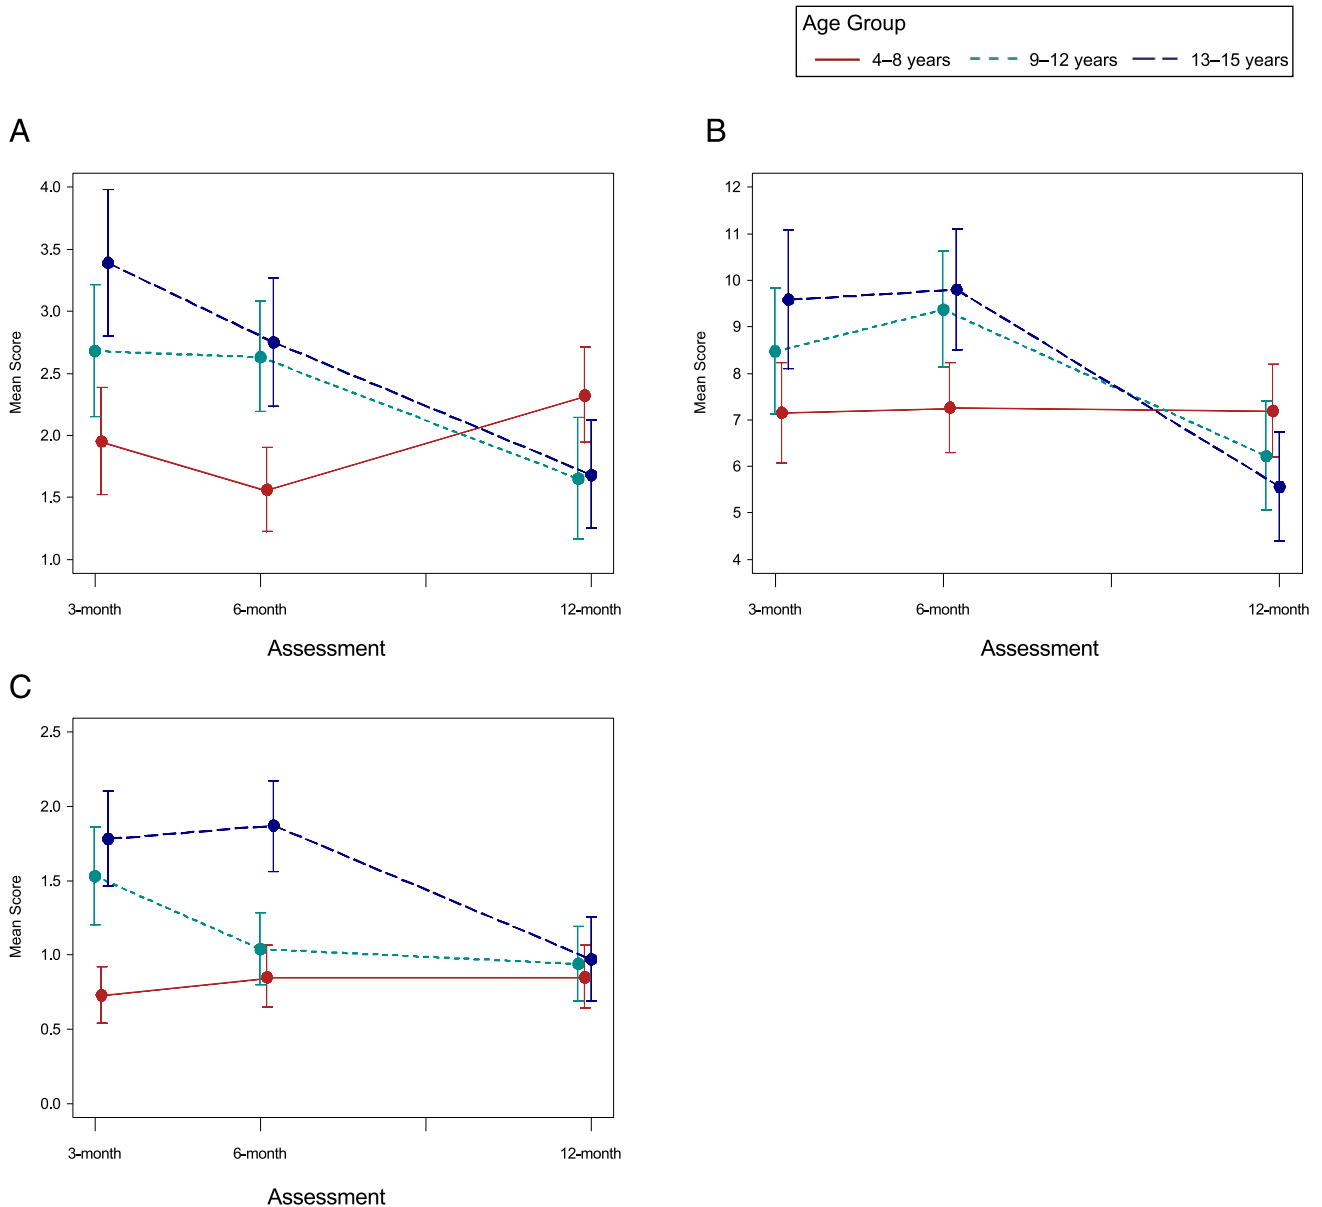 Age Group
4–8 years 9–12 years 13–15 years
A
4.0
3.5
3.0
2.5
2.0
1.5
1.0
Mean Score
3-month 6-month 12-month
Assessment
B
12
11
10
9
8
7
6
5
4
Mean Score
3-month 6-month 12-month
Assessment
C
2.5
2.0
1.5
1.0
0.5
0.0
Mean Score
3-month 6-month 12-month
Assessment